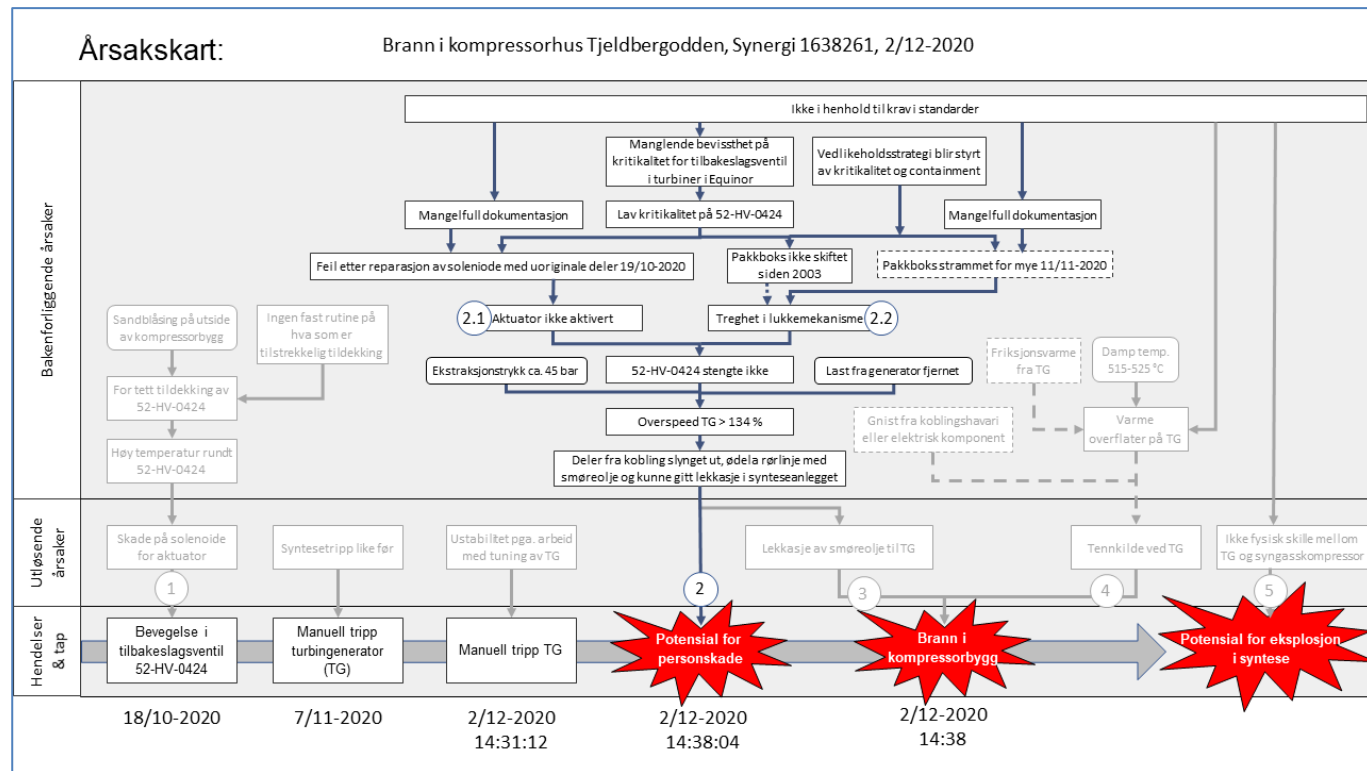 Årsakskart:
Brann i kompressorhus Tjeldbergodden, Synergi 1638261, 2/12-2020
Bakenforliggende årsaker
Ikke i henhold til krav i standarder
Manglende bevissthet på
kritikalitet for tilbakeslagsventil
i turbiner i Equinor
Vedlikeholdsstrategi blir styrt
av kritikalitet og containment
Mangelfull dokumentasjon
Lav kritikalitet på 52-HV-0424
Mangelfull dokumentasjon
Feil etter reparasjon av soleniode med uoriginale deler 19/10-2020
Pakkboks ikke skiftet
siden 2003
Pakkboks strammet for mye 11/11-2020
Sandblåsing på utside
av kompressorbygg
Ingen fast rutine på
hva som er
tilstrekkelig tildekking
2.1
Aktuator ikke aktivert
Treghet i lukkemekanisme
2.2
For tett tildekking av
52-HV-0424
Ekstraksjonstrykk ca. 45 bar
52-HV-0424 stengte ikke
Last fra generator fjernet
Friksjonsvarme
fra TG
Damp temp.
515-525 °C
Høy temperatur rundt
52-HV-0424
Overspeed TG > 134 %
Gnist fra koblingshavari
eller elektrisk komponent
Varme
overflater på TG
Deler fra kobling slynget ut, ødela rørlinje med
smøreolje og kunne gitt lekkasje i synteseanlegget
Utløsende
årsaker
Skade på solenoide
for aktuator
Syntesetripp like før
Ustabilitet pga. arbeid
med tuning av TG
Lekkasje av smøreolje til TG
Tennkilde ved TG
Ikke fysisk skille mellom
TG og syngasskompressor
1
2
3
4
5
Hendelser
& tap
Bevegelse i
tilbakeslagsventil
52-HV-0424
Manuell tripp
turbingenerator
(TG)
Manuell tripp TG
Potensial for
personskade
Brann i
kompressorbygg
Potensial for eksplosjon
i syntese
18/10-2020
7/11-2020
2/12-2020
14:31:12
2/12-2020
14:38:04
2/12-2020
14:38